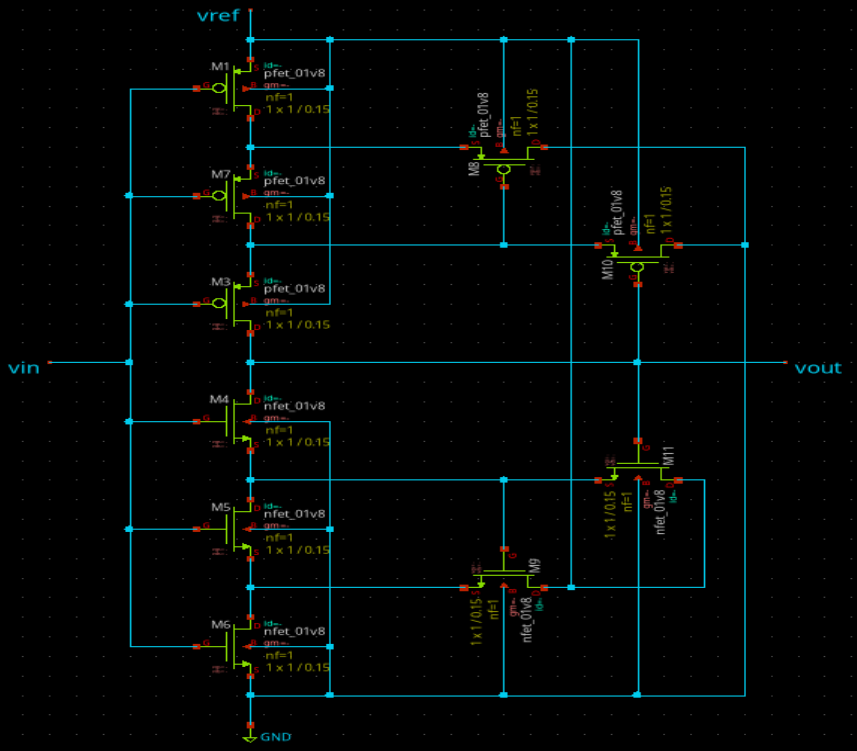 vref
M1
id=-
pfet_01v8
gm=-
nf=1
1 x 1 / 0.15
S
G
B
D
M7
id=-
pfet_01v8
gm=-
nf=1
1 x 1 / 0.15
S
G
B
D
M3
id=-
pfet_01v8
gm=-
nf=1
1 x 1 / 0.15
S
G
B
D
vin
M4
id=-
nfet_01v8
gm=-
nf=1
1 x 1 / 0.15
D
G
B
S
M5
id=-
nfet_01v8
gm=-
nf=1
1 x 1 / 0.15
D
G
B
S
M6
id=-
nfet_01v8
gm=-
nf=1
1 x 1 / 0.15
D
G
B
S
GND
M8
id=-
pfet_01v8
gm=-
nf=1
1 x 1 / 0.15
S
B
D
G
M10
id=-
pfet_01v8
gm=-
nf=1
1 x 1 / 0.15
S
B
D
G
vout
M11
1 x 1 / 0.15
nf=1
gm=-
nfet_01v8
id=-
G
S
B
D
M9
1 x 1 / 0.15
nf=1
gm=-
nfet_01v8
id=-
G
S
B
D